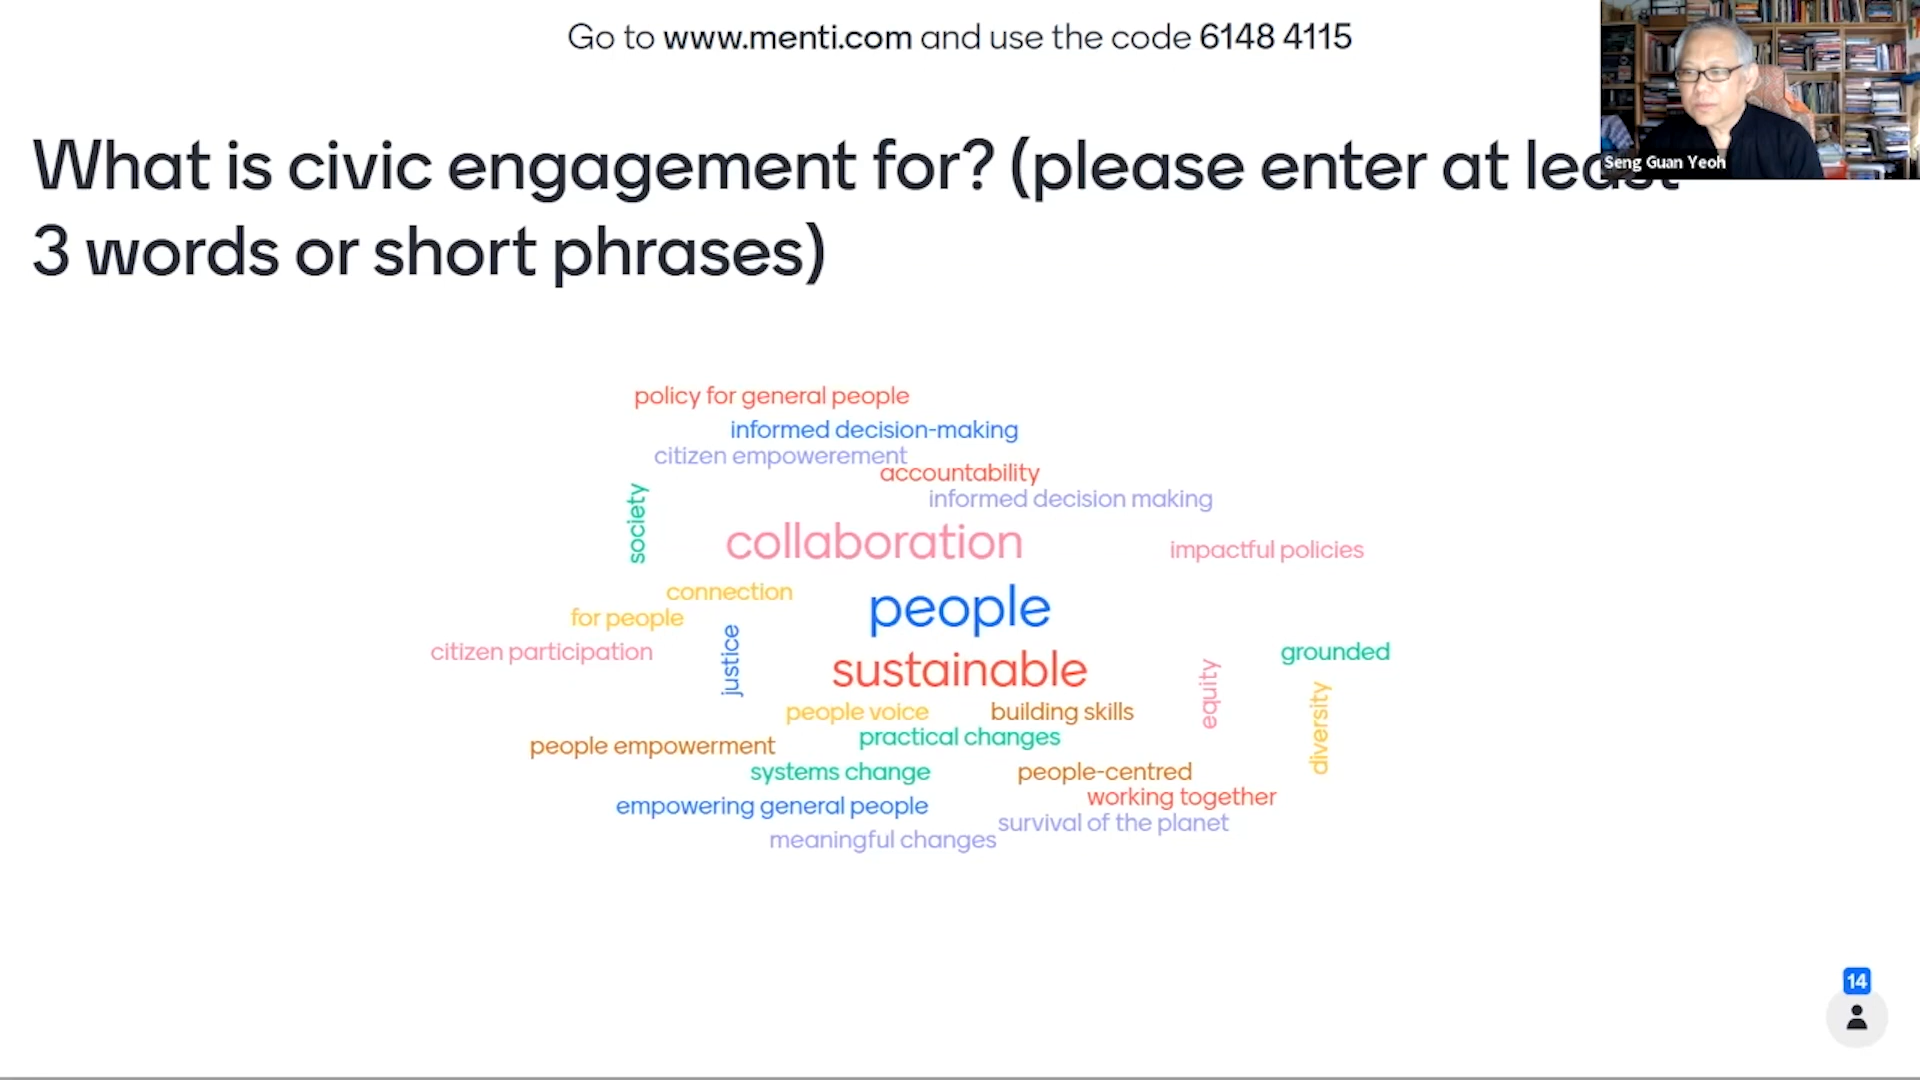 Go to www.menti.com and use the code 6148 4115
Seng Guan Yeoh
What is civic engagement for? (please enter at least
3 words or short phrases)
policy for general people
informed decision-making
citizen empowerement
accountability
informed decision making
society
collaboration
impactful policies
connection
people
for people
citizen participation
justice
sustainable
equity
grounded
diversity
people voice
building skills
practical changes
people empowerment
systems change
people-centred
working together
empowering general people
survival of the planet
meaningful changes
14